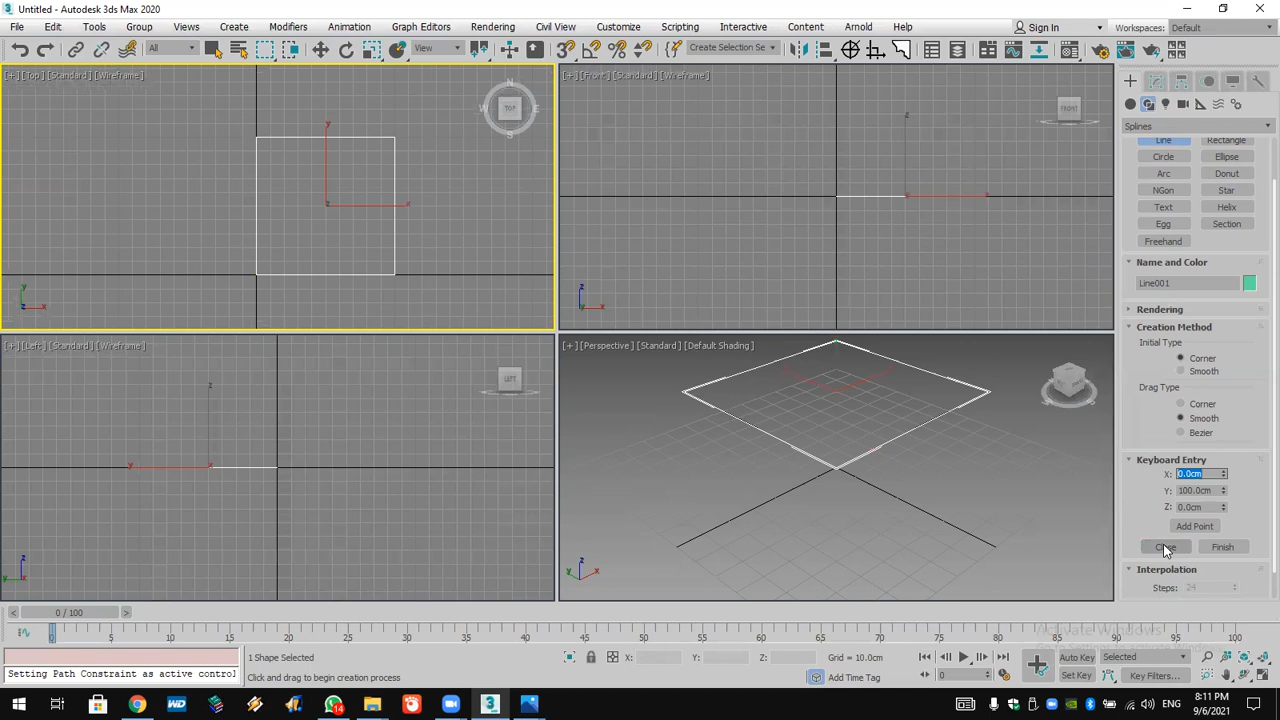 Untitled - Autodesk 3ds Max 2020
File Edit Tools Group Views Create Modifiers Animation Graph Editors Rendering Civil View Customize Scripting Interactive Content Arnold Help Sign In Workspaces: Default
All View Create Selection Se
[+] [Top] [Standard] [Wireframe]
[+] [Front] [Standard] [Wireframe]
N
W TOP E
S
FRONT
y
z x
z
x
y
z x
z
y x
[+] [Left] [Standard] [Wireframe]
[+] [Perspective] [Standard] [Default Shading]
LEFT
z
y x
z
y x
z
y x
Splines
Line Rectangle
Circle Ellipse
Arc Donut
NGon Star
Text Helix
Egg Section
Freehand
Name and Color
Line001
Rendering
Creation Method
Initial Type
Corner
Smooth
Drag Type
Corner
Smooth
Bezier
Keyboard Entry
X: 0.0cm
Y: 100.0cm
Z: 0.0cm
Add Point
Close Finish
Interpolation
Steps: 24
< 0 / 100 >
0 5 10 15 20 25 30 35 40 45 50 55 60 65 70 75 80 85 90 95 100
Activate Windows
1 Shape Selected X: Y: Z: Grid = 10.0cm Auto Key Selected
Setting Path Constraint as active control Click and drag to begin creation process Add Time Tag 0 Set Key Key Filters...
14 3 ENG 8:11 PM
9/6/2021